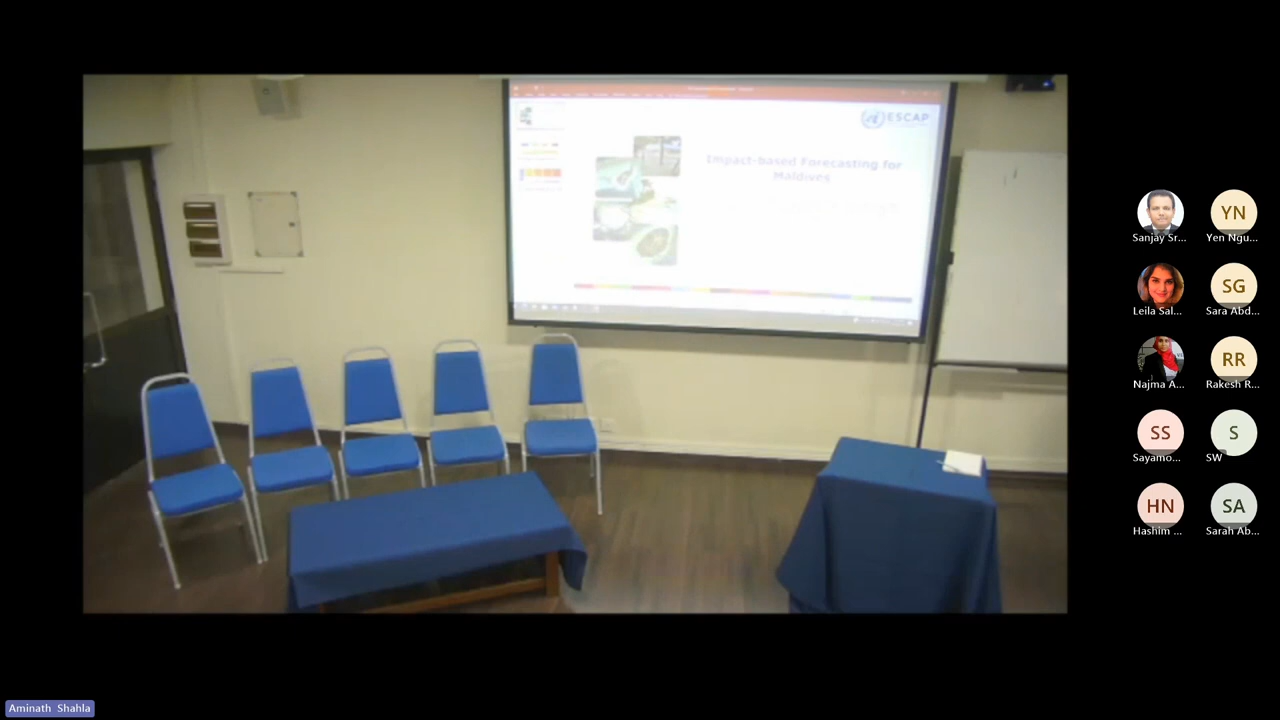 ESCAP
Impact-based Forecasting for
Maldives
Sanjay Sr...
YN
Yen Ngu...
Leila Sal...
SG
Sara Abd...
Najma A...
RR
Rakesh R...
SS
Sayamo...
S
SW
HN
Hashim ...
SA
Sarah Ab...
Aminath Shahla